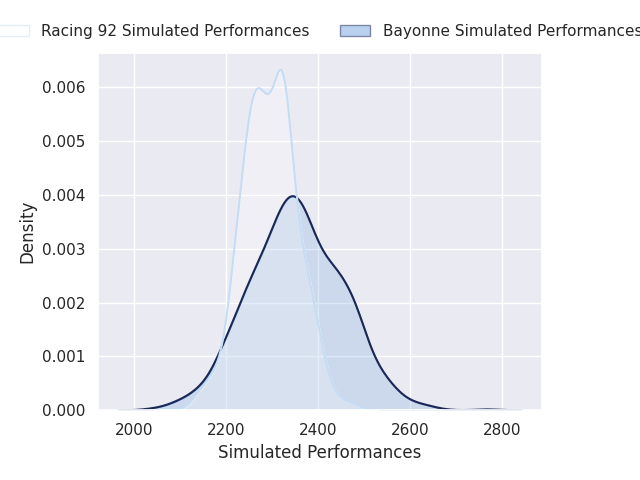 Racing 92 Simulated Performances
Bayonne Simulated Performances
0.006
0.005
0.004
0.003
0.002
0.001
0.000
Density
2000 2200 2400 2600 2800
Simulated Performances